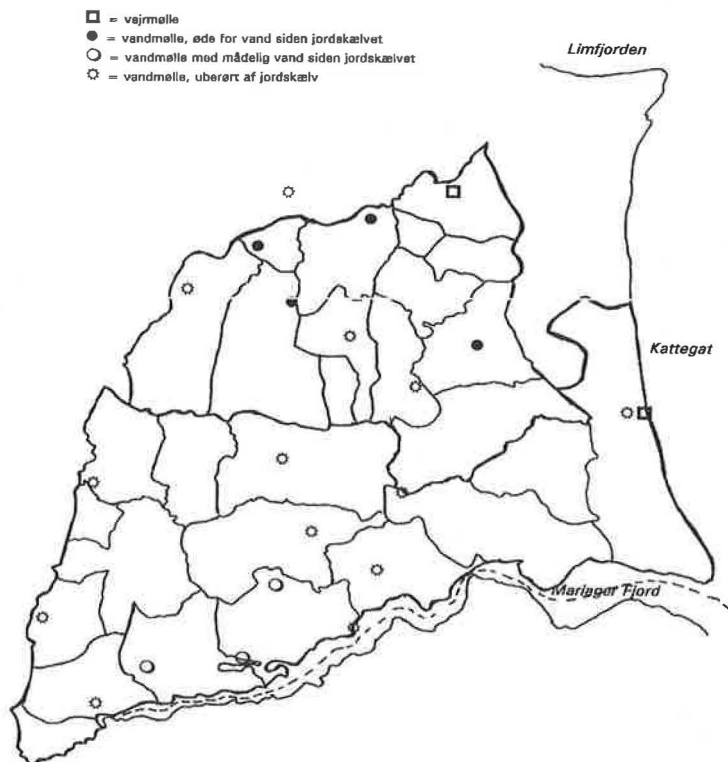 = vejrmølle
= vandmølle, øde for vand siden jordskælvet
= vandmølle med mådelig vand siden jordskælvet
= vandmølle, uberørt af jordskælv
Limfjorden
Kattegat
Mariager Fjord